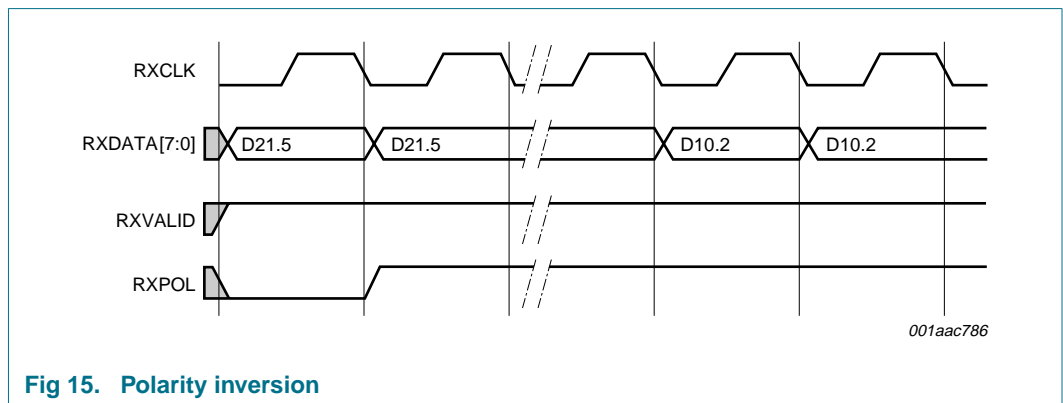 RXCLK
RXDATA[7:0] D21.5 D21.5 D10.2 D10.2
RXVALID
RXPOL
001aac786
Fig 15. Polarity inversion